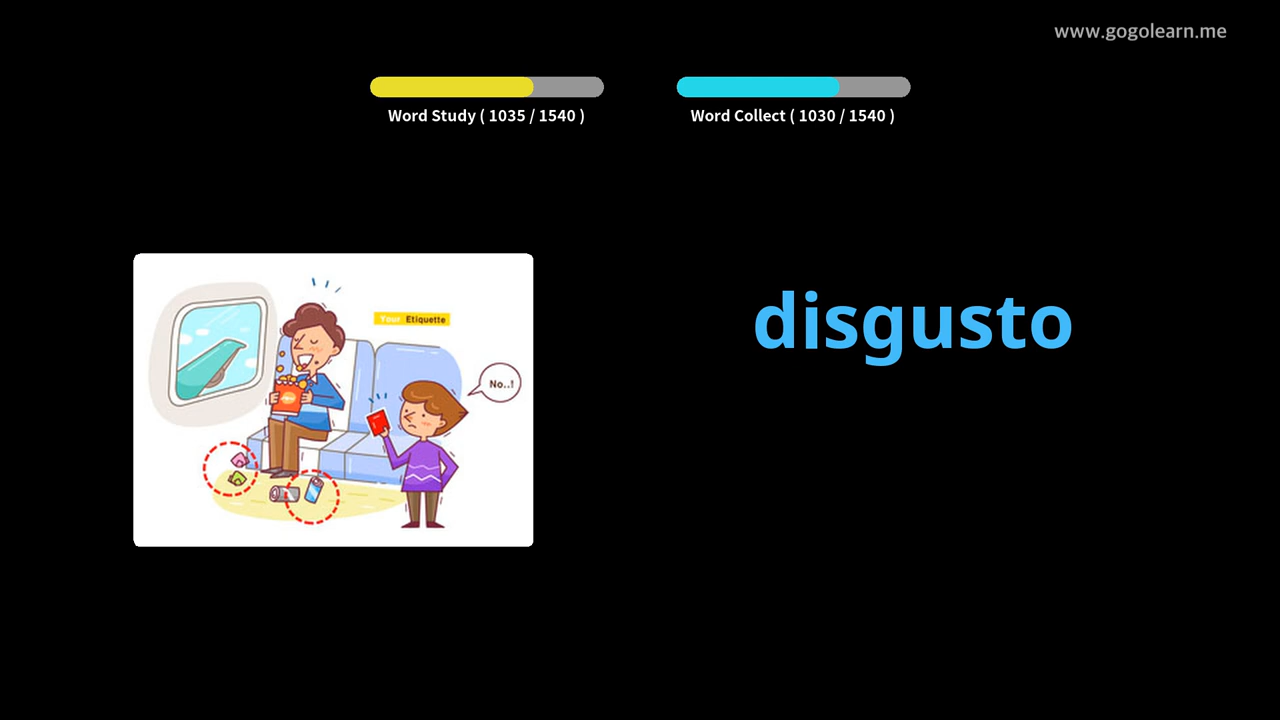 www.gogolearn.me
Word Study ( 1035 / 1540 )
Word Collect ( 1030 / 1540 )
Your Etiquette
No..!
disgusto